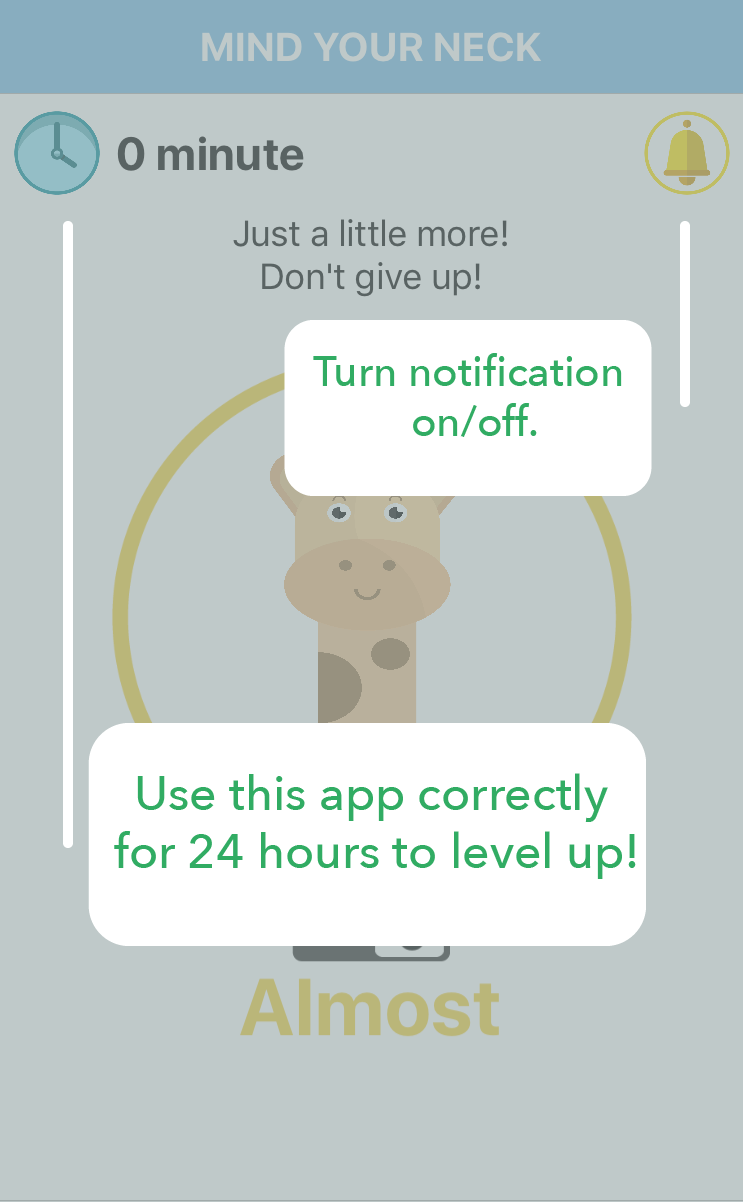 MIND YOUR NECK
0 minute
Just a little more!
Don't give up!
Turn notification
on/off.
Use this app correctly
for 24 hours to level up!
Almost